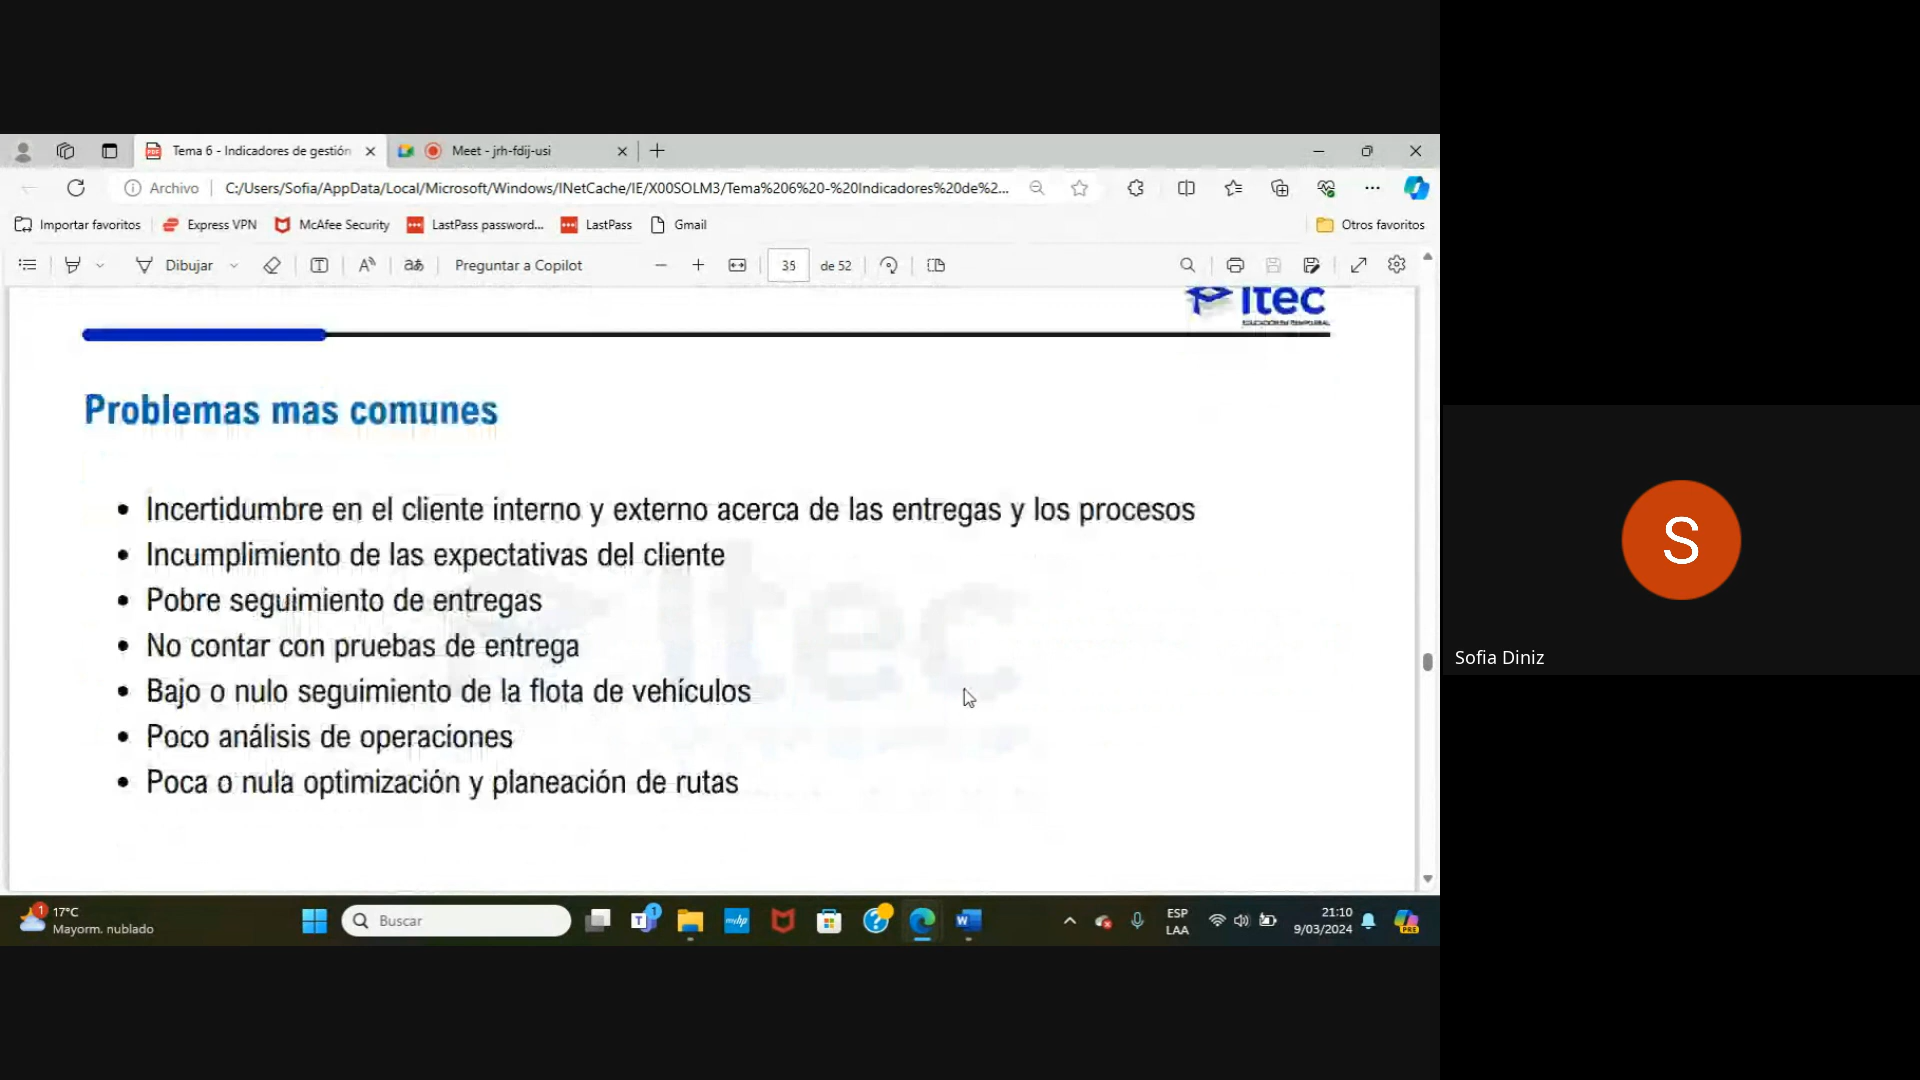 Tema 6 - Indicadores de gestión
Meet - jrh-fdij-usi
Archivo
C:/Users/Sofia/AppData/Local/Microsoft/Windows/INetCache/IE/X00SOLM3/Tema%206%20-%20Indicadores%20de%2...
Importar favoritos
Express VPN
McAfee Security
LastPass password...
LastPass
Gmail
Otros favoritos
Dibujar
Preguntar a Copilot
35
de 52
Itec
Problemas mas comunes
• Incertidumbre en el cliente interno y externo acerca de las entregas y los procesos
• Incumplimiento de las expectativas del cliente
• Pobre seguimiento de entregas
• No contar con pruebas de entrega
• Bajo o nulo seguimiento de la flota de vehículos
• Poco análisis de operaciones
• Poca o nula optimización y planeación de rutas
Itec
S
Sofia Diniz
1
17°C
Mayorm. nublado
Buscar
1
myhp
ESP
LAA
21:10
9/03/2024
PRE